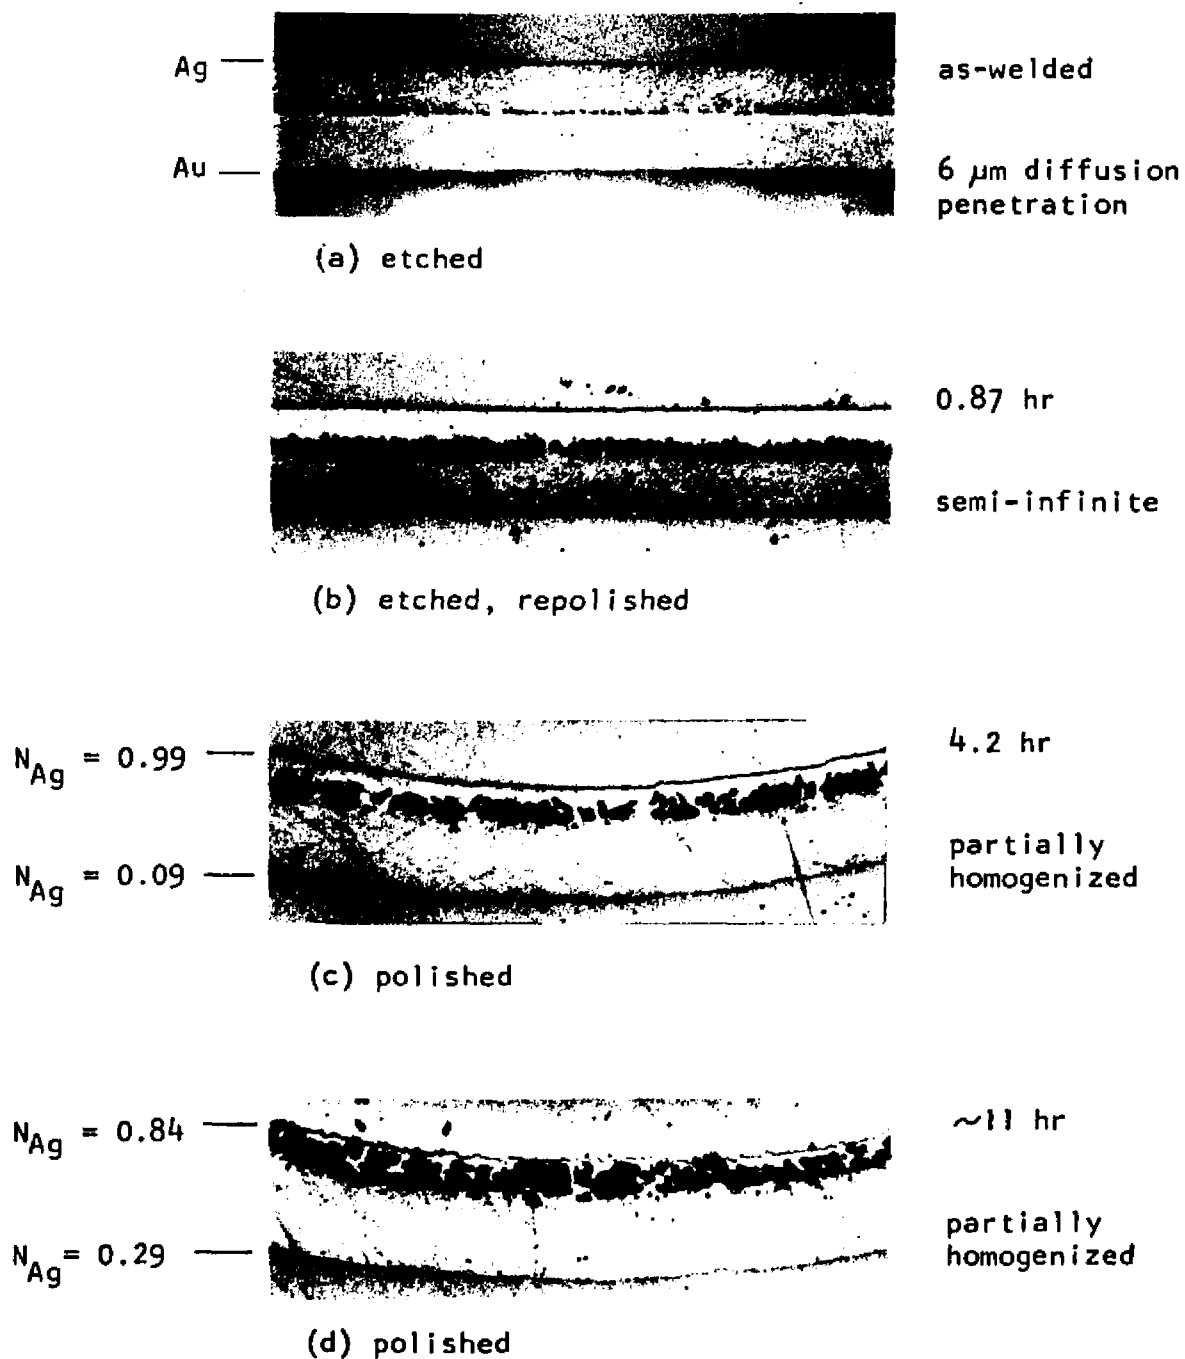 Ag
as-welded
Au
6 μm diffusion
penetration
(a) etched
0.87 hr
semi-infinite
(b) etched, repolished
N_Ag = 0.99
4.2 hr
N_Ag = 0.09
partially
homogenized
(c) polished
N_Ag = 0.84
~11 hr
N_Ag = 0.29
partially
homogenized
(d) polished